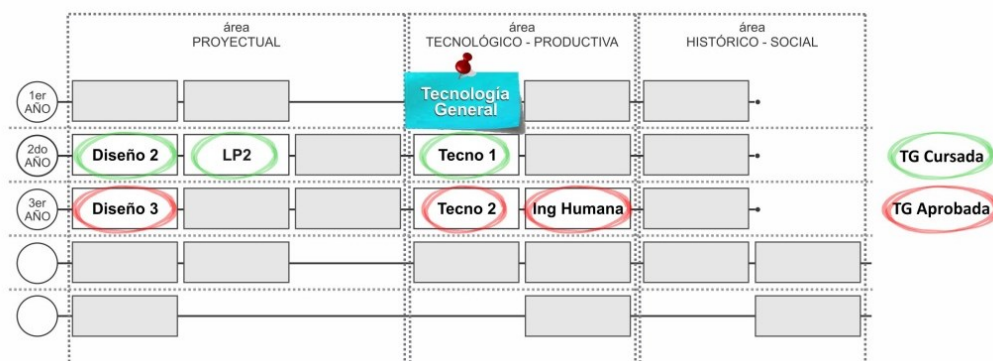 área
PROYECTUAL
área
TECNOLÓGICO - PRODUCTIVA
área
HISTÓRICO - SOCIAL
1er
AÑO
Tecnología
General
2do
AÑO
Diseño 2
LP2
Tecno 1
TG Cursada
3er
AÑO
Diseño 3
Tecno 2
Ing Humana
TG Aprobada